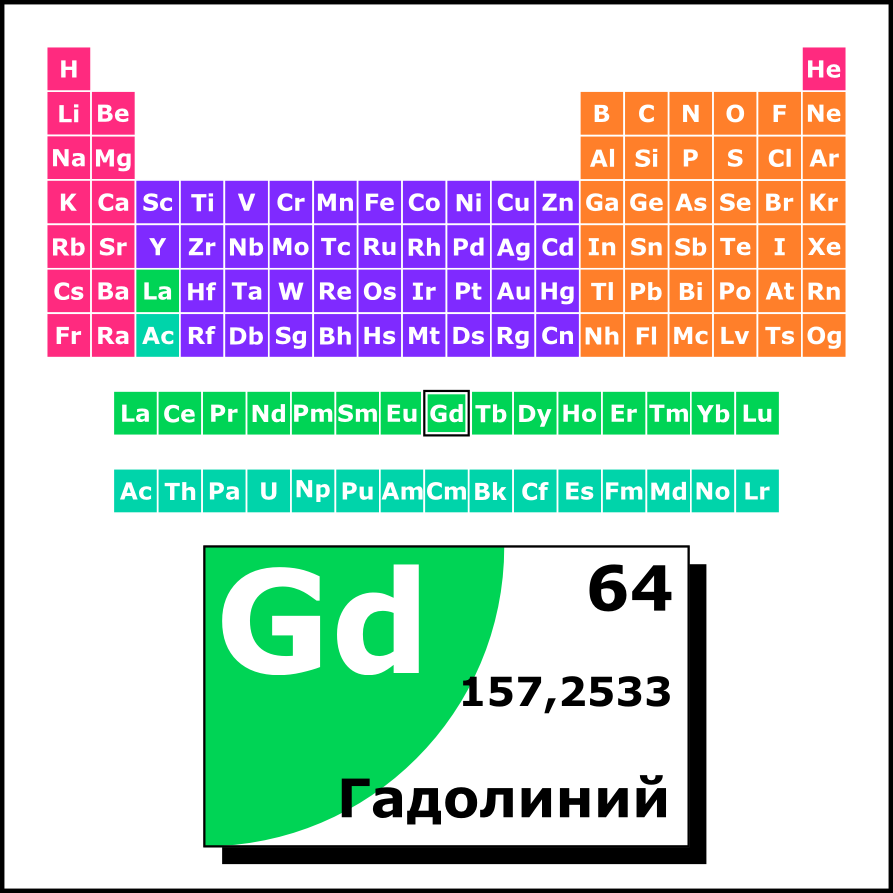 H He
Li Be B C N O F Ne
Na Mg Al Si P S Cl Ar
K Ca Sc Ti V Cr Mn Fe Co Ni Cu Zn Ga Ge As Se Br Kr
Rb Sr Y Zr Nb Mo Tc Ru Rh Pd Ag Cd In Sn Sb Te I Xe
Cs Ba La Hf Ta W Re Os Ir Pt Au Hg Tl Pb Bi Po At Rn
Fr Ra Ac Rf Db Sg Bh Hs Mt Ds Rg Cn Nh Fl Mc Lv Ts Og
La Ce Pr Nd Pm Sm Eu Gd Tb Dy Ho Er Tm Yb Lu
Ac Th Pa U Np Pu Am Cm Bk Cf Es Fm Md No Lr
Gd 64
157,2533
Гадолиний